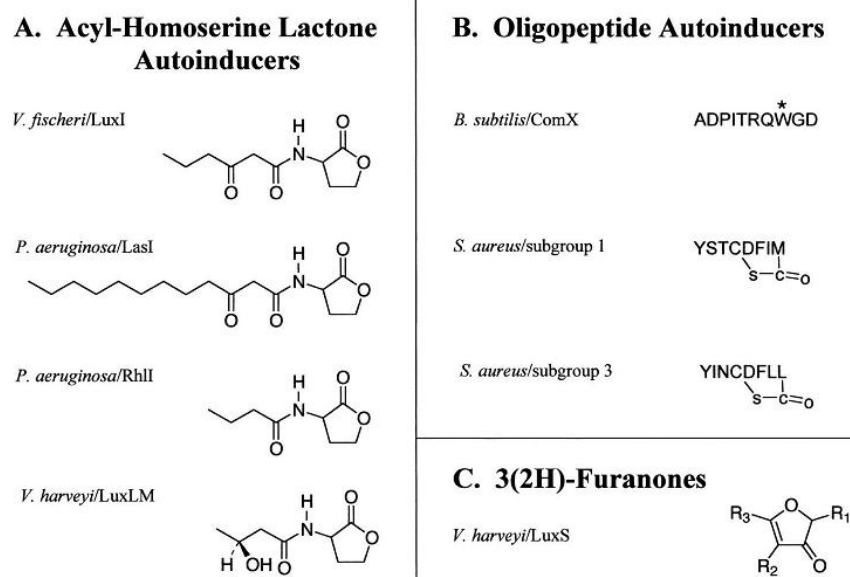 A. Acyl-Homoserine Lactone
Autoinducers
V. fischeri/LuxI
H
N
O
O
O
O
P. aeruginosa/LasI
H
N
O
O
O
O
P. aeruginosa/RhlI
H
N
O
O
O
V. harveyi/LuxLM
H
N
O
O
H OH O
B. Oligopeptide Autoinducers
B. subtilis/ComX
*
ADPITRQWGD
S. aureus/subgroup 1
YSTCDFIM
S-C=O
S. aureus/subgroup 3
YINCDFLL
S-C=O
C. 3(2H)-Furanones
V. harveyi/LuxS
O
R3
R1
R2
O